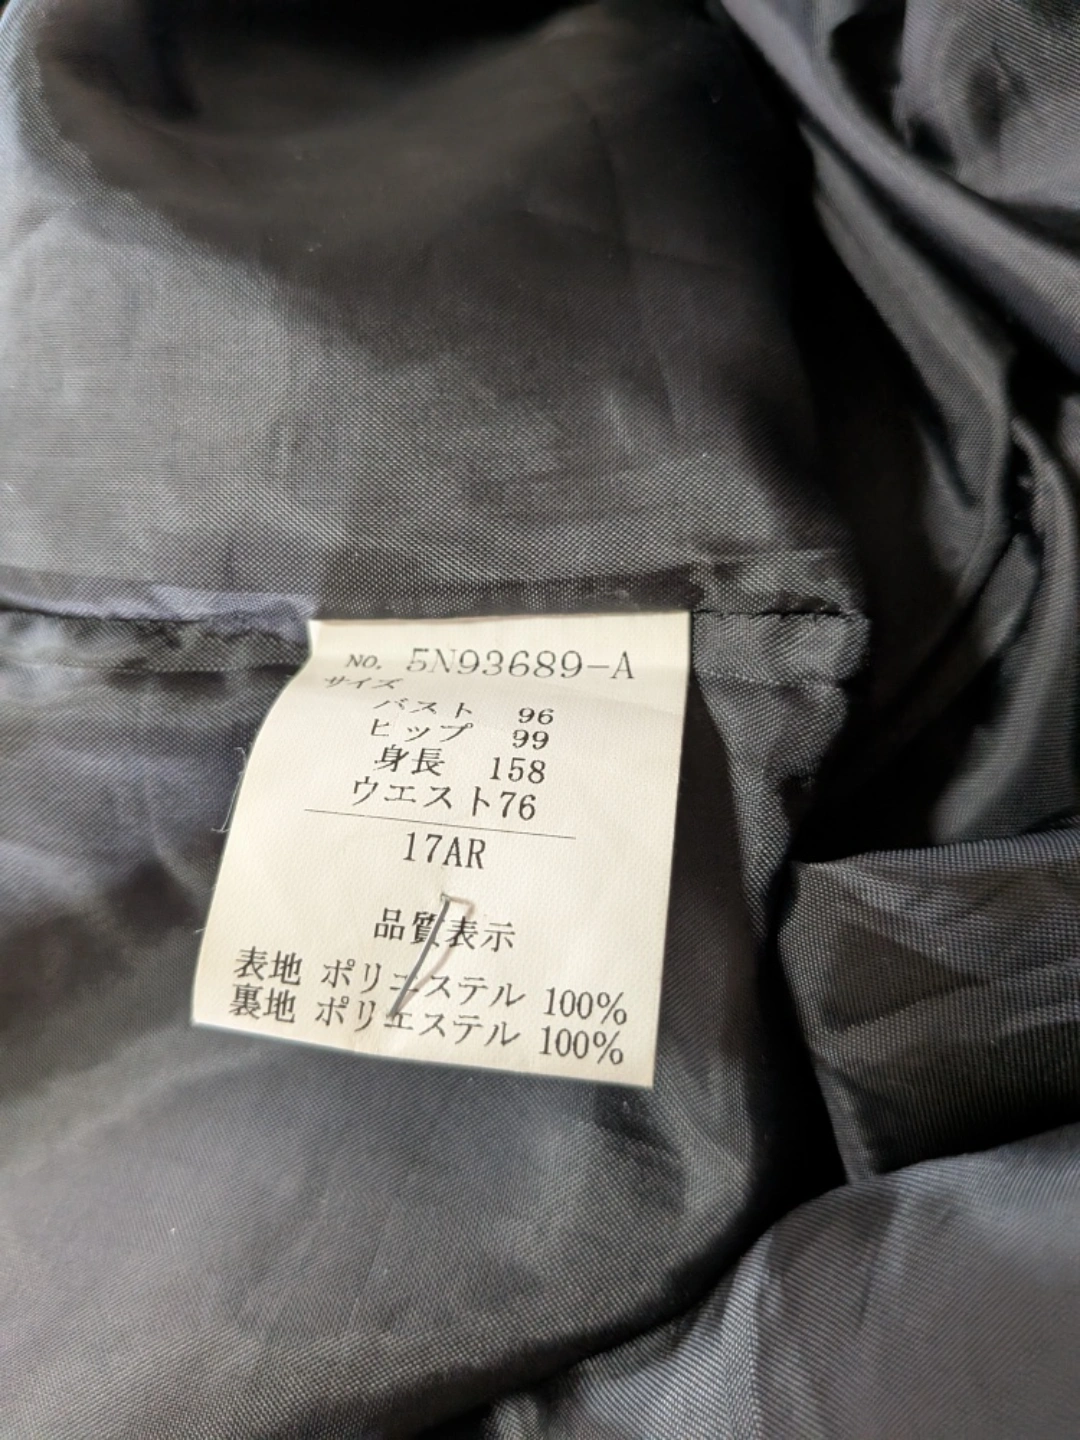 NO. 5N93689-A
サイズ
バスト 96
ヒップ 99
身長 158
ウエスト76
17AR
品質表示
表地 ポリエステル 100%
裏地 ポリエステル 100%